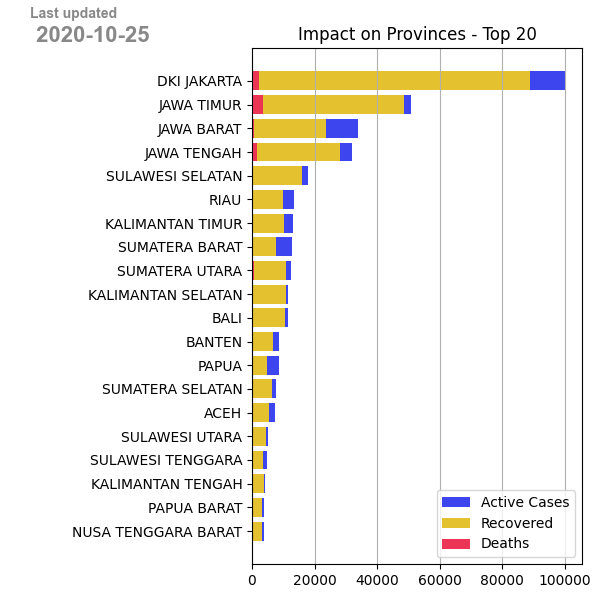 Last updated
2020-10-25
Impact on Provinces - Top 20
DKI JAKARTA
JAWA TIMUR
JAWA BARAT
JAWA TENGAH
SULAWESI SELATAN
RIAU
KALIMANTAN TIMUR
SUMATERA BARAT
SUMATERA UTARA
KALIMANTAN SELATAN
BALI
BANTEN
PAPUA
SUMATERA SELATAN
ACEH
SULAWESI UTARA
SULAWESI TENGGARA
KALIMANTAN TENGAH
PAPUA BARAT
NUSA TENGGARA BARAT
Active Cases
Recovered
Deaths
0 20000 40000 60000 80000 100000